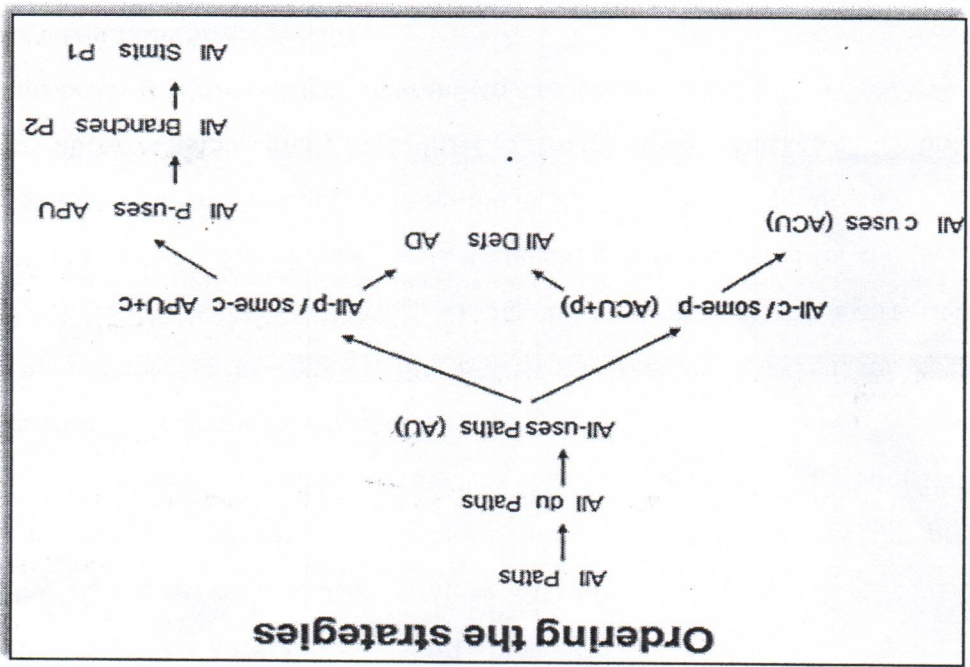 Ordering the strategies
All Paths
All du Paths
All-uses Paths (AU)
All-c / some-p (ACU+p)
All-p / some-c APU+c
All c uses (ACU)
All Defs AD
All P-uses APU
All Branches P2
All Stmts P1